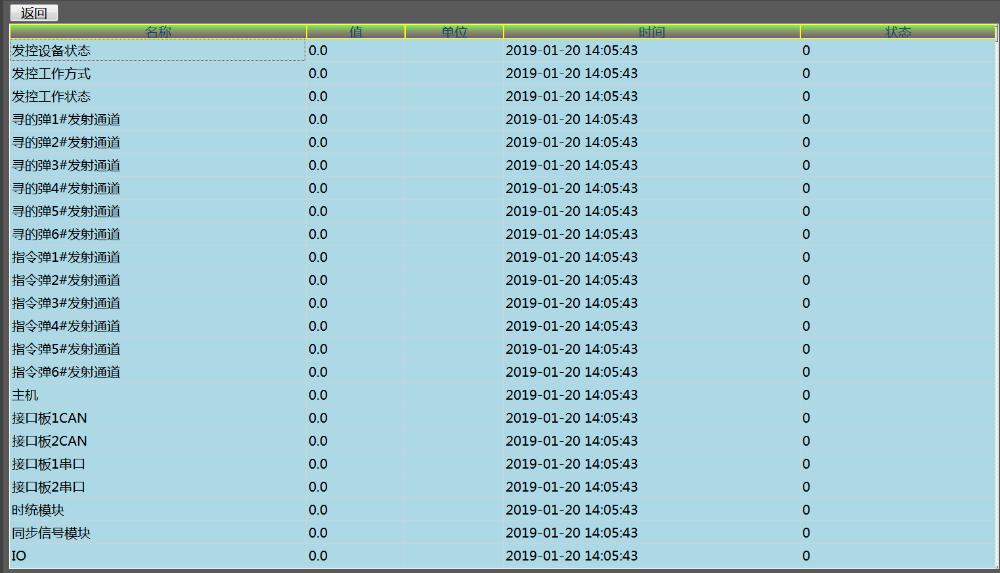 返回
名称 值 单位 时间 状态
发控设备状态 0.0 2019-01-20 14:05:43 0
发控工作方式 0.0 2019-01-20 14:05:43 0
发控工作状态 0.0 2019-01-20 14:05:43 0
寻的弹1#发射通道 0.0 2019-01-20 14:05:43 0
寻的弹2#发射通道 0.0 2019-01-20 14:05:43 0
寻的弹3#发射通道 0.0 2019-01-20 14:05:43 0
寻的弹4#发射通道 0.0 2019-01-20 14:05:43 0
寻的弹5#发射通道 0.0 2019-01-20 14:05:43 0
寻的弹6#发射通道 0.0 2019-01-20 14:05:43 0
指令弹1#发射通道 0.0 2019-01-20 14:05:43 0
指令弹2#发射通道 0.0 2019-01-20 14:05:43 0
指令弹3#发射通道 0.0 2019-01-20 14:05:43 0
指令弹4#发射通道 0.0 2019-01-20 14:05:43 0
指令弹5#发射通道 0.0 2019-01-20 14:05:43 0
指令弹6#发射通道 0.0 2019-01-20 14:05:43 0
主机 0.0 2019-01-20 14:05:43 0
接口板1CAN 0.0 2019-01-20 14:05:43 0
接口板2CAN 0.0 2019-01-20 14:05:43 0
接口板1串口 0.0 2019-01-20 14:05:43 0
接口板2串口 0.0 2019-01-20 14:05:43 0
时统模块 0.0 2019-01-20 14:05:43 0
同步信号模块 0.0 2019-01-20 14:05:43 0
IO 0.0 2019-01-20 14:05:43 0